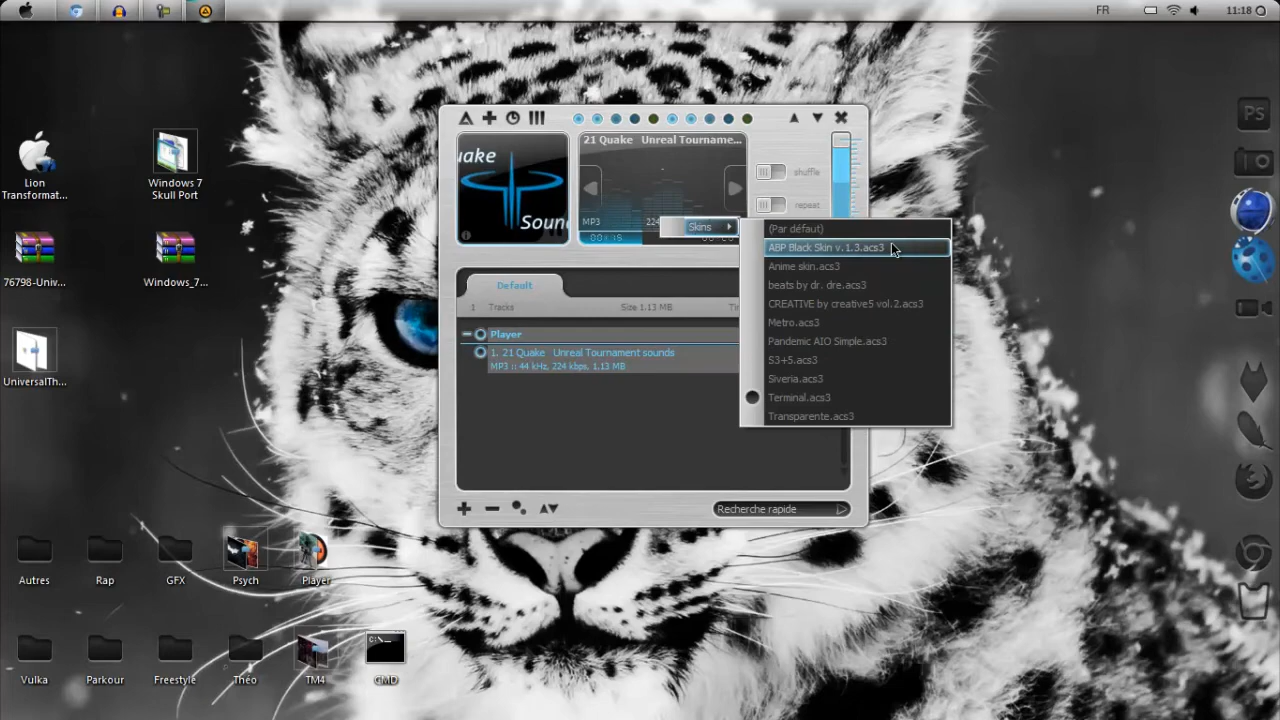 FR
11:18
PS
Lion
Transformat...
Windows 7
Skull Port
76798-Univ...
Windows_7...
UniversalTh...
uake
Soun
21 Quake Unreal Tourname...
MP3
224
shuffle
repeat
Skins
(Par défaut)
ABP Black Skin v.1.3.acs3
Anime skin.acs3
beats by dr. dre.acs3
CREATIVE by creative5 vol.2.acs3
Metro.acs3
Pandemic AIO Simple.acs3
S3+5.acs3
Siveria.acs3
Terminal.acs3
Transparente.acs3
Default
1 Tracks
Size 1.13 MB
Player
1. 21 Quake Unreal Tournament sounds
MP3 :: 44 kHz, 224 kbps, 1.13 MB
Recherche rapide
Autres
Rap
GFX
Psych
Player
Vulka
Parkour
Freestyle
Théo
TM4
C:\
CMD